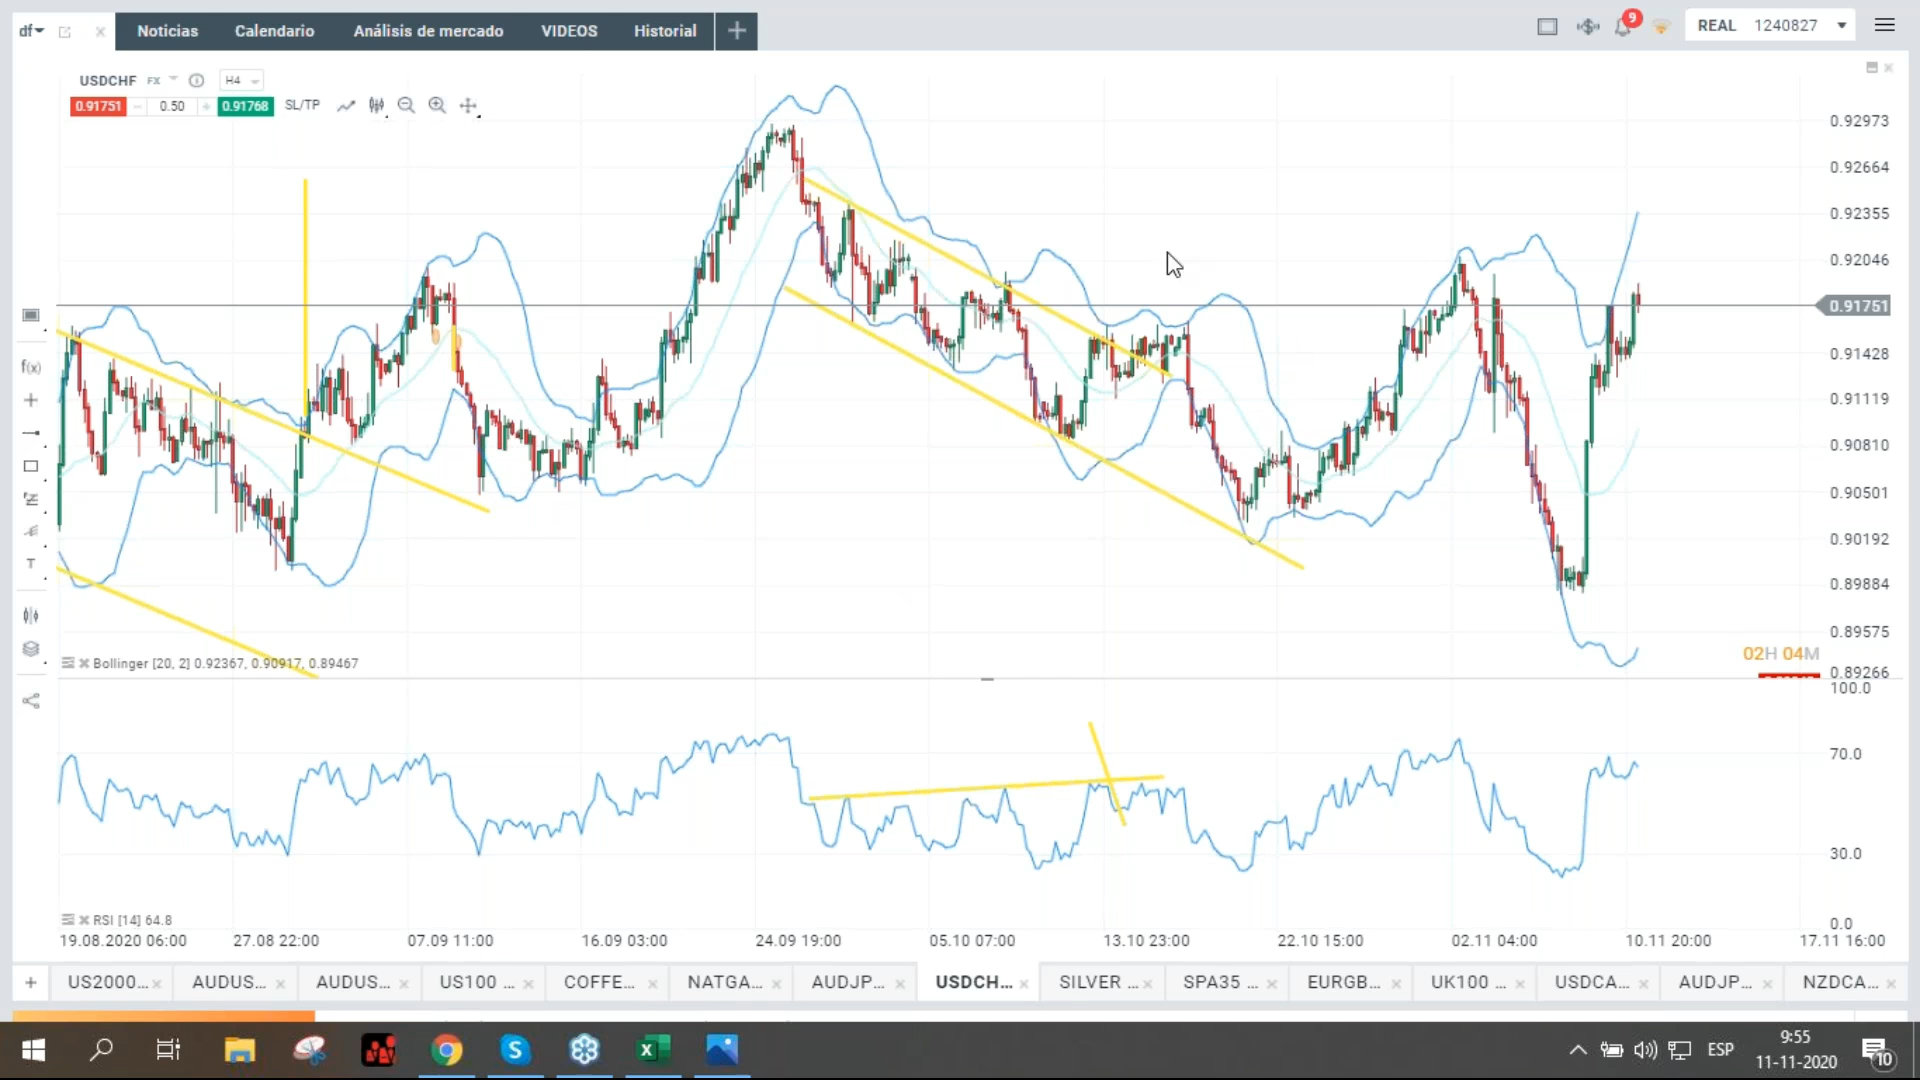 df
Noticias
Calendario
Análisis de mercado
VIDEOS
Historial
9
REAL 1240827
USDCHF FX H4
0.91751 0.50 0.91768 SL/TP
0.92973
0.92664
0.92355
0.92046
0.91751
0.91428
0.91119
0.90810
0.90501
0.90192
0.89884
0.89575
0.89266
f(x)
T
02H 04M
Bollinger [20, 2] 0.92367, 0.90917, 0.89467
100.0
70.0
30.0
0.0
RSI [14] 64.8
19.08.2020 06:00 27.08 22:00 07.09 11:00 16.09 03:00 24.09 19:00 05.10 07:00 13.10 23:00 22.10 15:00 02.11 04:00 10.11 20:00 17.11 16:00
US2000... AUDUS... AUDUS... US100 ... COFFE... NATGA... AUDJP... USDCH... SILVER ... SPA35 ... EURGB... UK100 ... USDCA... AUDJP... NZDCA...
ESP
9:55
11-11-2020
10